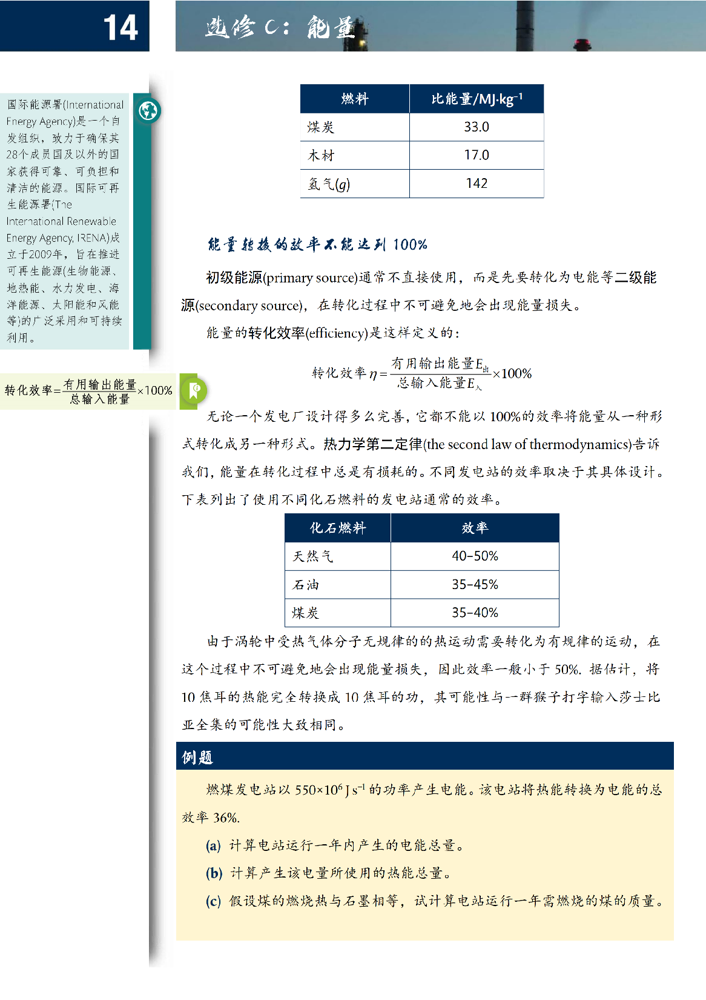 14
选修 C：能量
国际能源署(International
Energy Agency)是一个自
发组织，致力于确保其
28个成员国及以外的国
家获得可靠、可负担和
清洁的能源。国际可再
生能源署(The
International Renewable
Energy Agency, IRENA)成
立于2009年，旨在推进
可再生能源(生物能源、
地热能、水力发电、海
洋能源、太阳能和风能
等)的广泛采用和可持续
利用。
转化效率=有用输出能量/总输入能量×100%
燃料 比能量/MJ·kg⁻¹
煤炭 33.0
木材 17.0
氢气(g) 142
能量转换的效率不能达到 100%
初级能源(primary source)通常不直接使用，而是先要转化为电能等二级能
源(secondary source)，在转化过程中不可避免地会出现能量损失。
能量的转化效率(efficiency)是这样定义的：
转化效率η=有用输出能量E出/总输入能量E入×100%
无论一个发电厂设计得多么完善，它都不能以 100%的效率将能量从一种形
式转化成另一种形式。热力学第二定律(the second law of thermodynamics)告诉
我们，能量在转化过程中总是有损耗的。不同发电站的效率取决于其具体设计。
下表列出了使用不同化石燃料的发电站通常的效率。
化石燃料 效率
天然气 40–50%
石油 35–45%
煤炭 35–40%
由于涡轮中受热气体分子无规律的的热运动需要转化为有规律的运动，在
这个过程中不可避免地会出现能量损失，因此效率一般小于 50%. 据估计，将
10 焦耳的热能完全转换成 10 焦耳的功，其可能性与一群猴子打字输入莎士比
亚全集的可能性大致相同。
例题
燃煤发电站以 550×10⁶ J s⁻¹ 的功率产生电能。该电站将热能转换为电能的总
效率 36%.
(a) 计算电站运行一年内产生的电能总量。
(b) 计算产生该电量所使用的热能总量。
(c) 假设煤的燃烧热与石墨相等，试计算电站运行一年需燃烧的煤的质量。